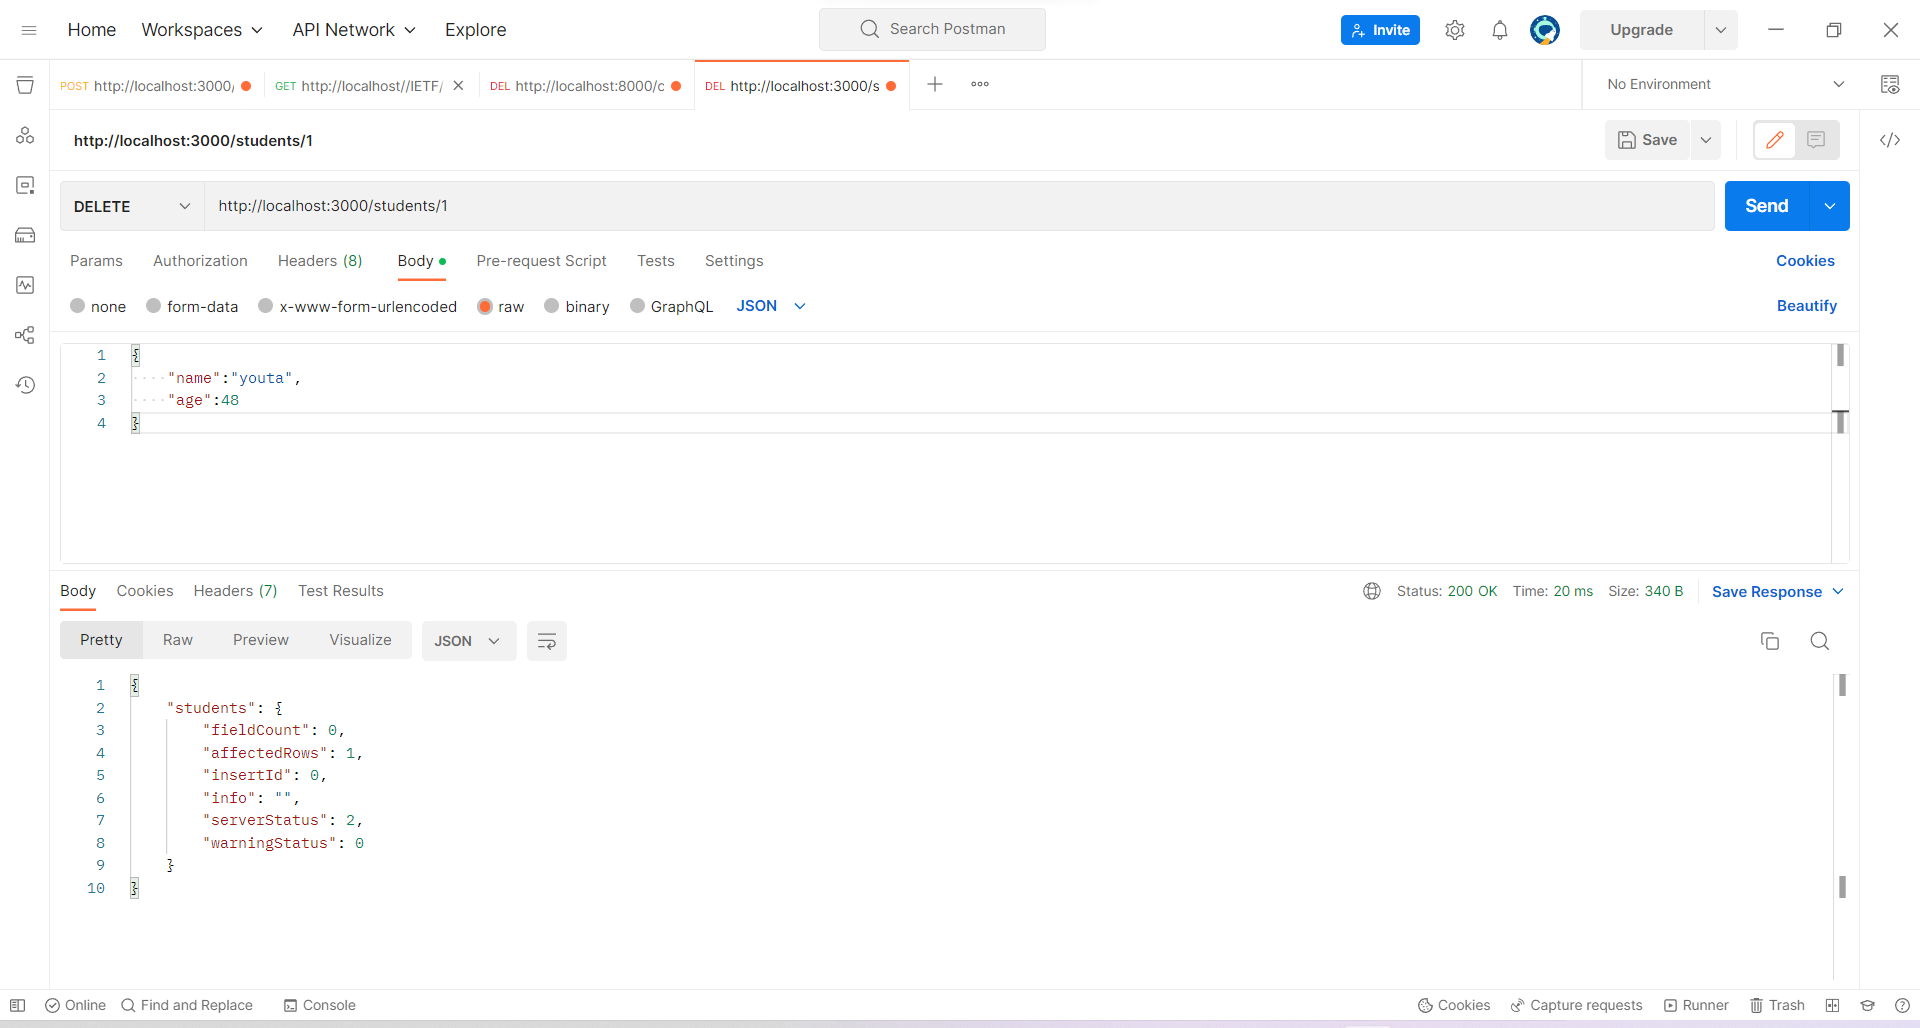 Home Workspaces API Network Explore Search Postman Invite Upgrade
POST http://localhost:3000/ GET http://localhost//IETF/ DEL http://localhost:8000/c DEL http://localhost:3000/s No Environment
http://localhost:3000/students/1 Save
DELETE http://localhost:3000/students/1 Send
Params Authorization Headers (8) Body Pre-request Script Tests Settings Cookies
none form-data x-www-form-urlencoded raw binary GraphQL JSON Beautify
1 {
2 "name":"youta",
3 "age":48
4 }
Body Cookies Headers (7) Test Results Status: 200 OK Time: 20 ms Size: 340 B Save Response
Pretty Raw Preview Visualize JSON
1 {
2 "students": {
3 "fieldCount": 0,
4 "affectedRows": 1,
5 "insertId": 0,
6 "info": "",
7 "serverStatus": 2,
8 "warningStatus": 0
9 }
10 }
Online Find and Replace Console Cookies Capture requests Runner Trash